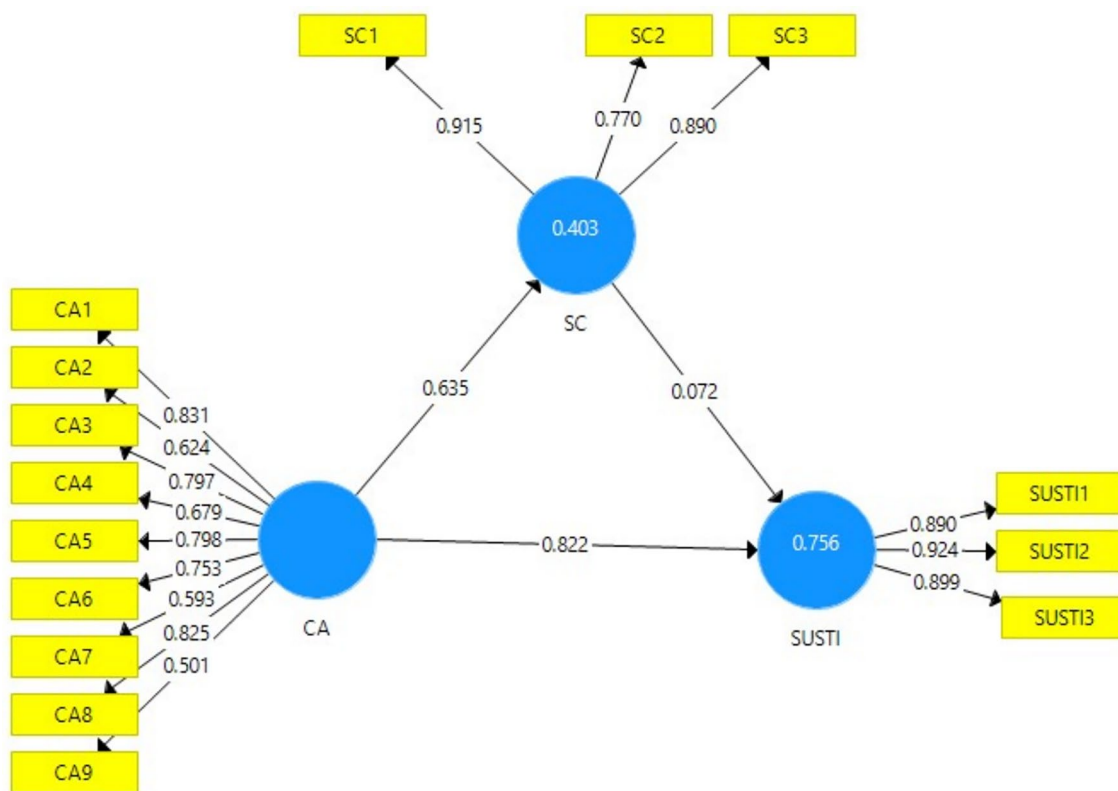 SC1
SC2
SC3
0.915
0.770
0.890
0.403
SC
CA1
CA2
CA3
CA4
CA5
CA6
CA7
CA8
CA9
0.831
0.624
0.797
0.679
0.798
0.753
0.593
0.825
0.501
CA
0.635
0.072
0.822
0.756
SUSTI
0.890
0.924
0.899
SUSTI1
SUSTI2
SUSTI3